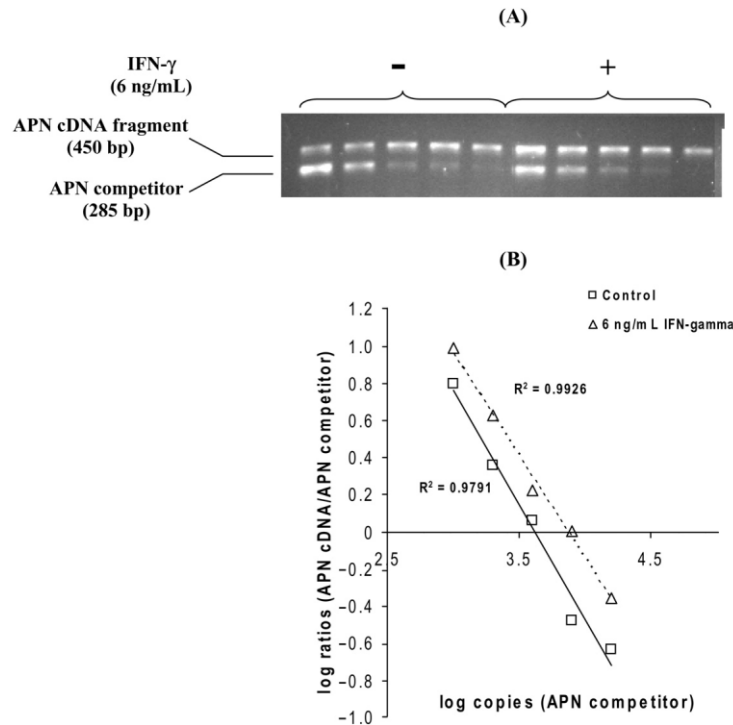 (A)
IFN-γ
(6 ng/mL)
-
+
APN cDNA fragment
(450 bp)
APN competitor
(285 bp)
(B)
1.2
1.0
0.8
0.6
0.4
0.2
0
−0.2
−0.4
−0.6
−0.8
−1.0
2.5
3.5
4.5
□ Control
△ 6 ng/mL IFN-gamma
R² = 0.9926
R² = 0.9791
log ratios (APN cDNA/APN competitor)
log copies (APN competitor)